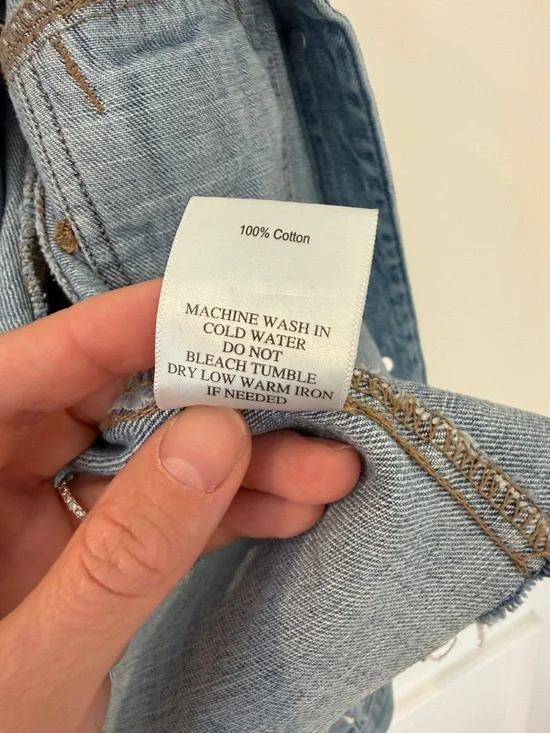 100% Cotton
MACHINE WASH IN
COLD WATER
DO NOT
BLEACH TUMBLE
DRY LOW WARM IRON
IF NEEDED